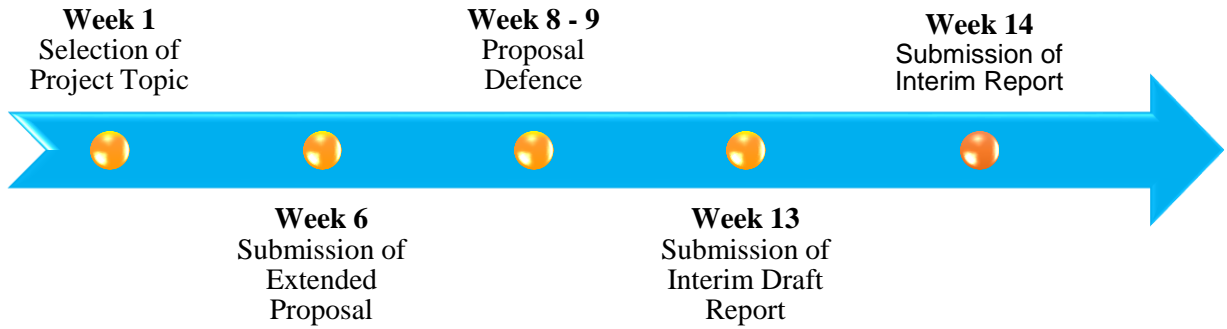 Week 1
Selection of
Project Topic
Week 6
Submission of
Extended
Proposal
Week 8 - 9
Proposal
Defence
Week 13
Submission of
Interim Draft
Report
Week 14
Submission of
Interim Report